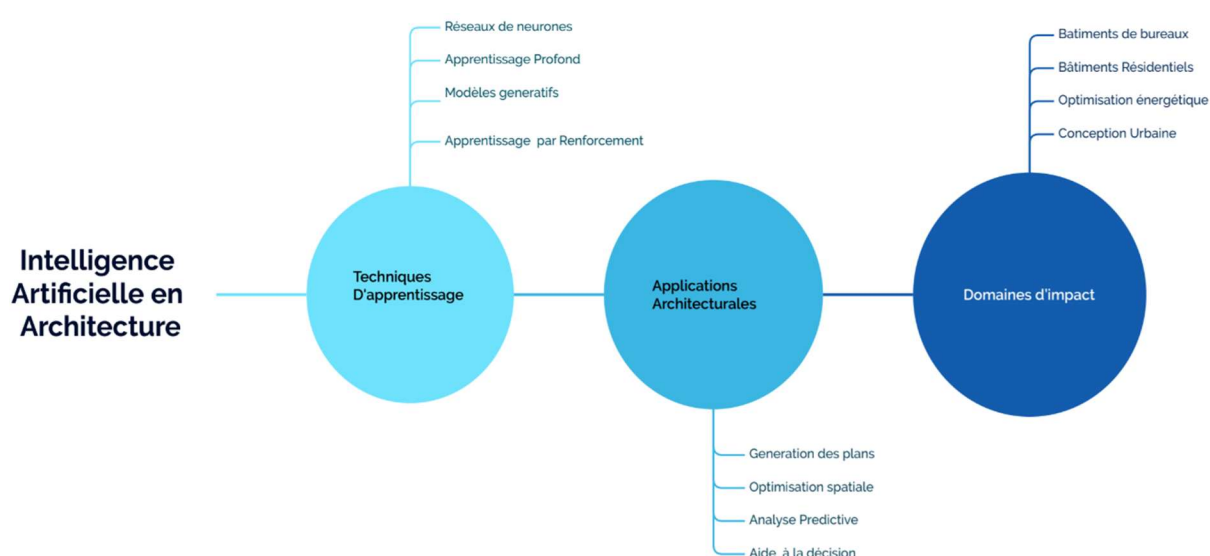 Intelligence
Artificielle en
Architecture
Réseaux de neurones
Apprentissage Profond
Modèles generatifs
Apprentissage par Renforcement
Techniques
D'apprentissage
Applications
Architecturales
Generation des plans
Optimisation spatiale
Analyse Predictive
Aide à la décision
Batiments de bureaux
Bâtiments Résidentiels
Optimisation énergétique
Conception Urbaine
Domaines d'impact